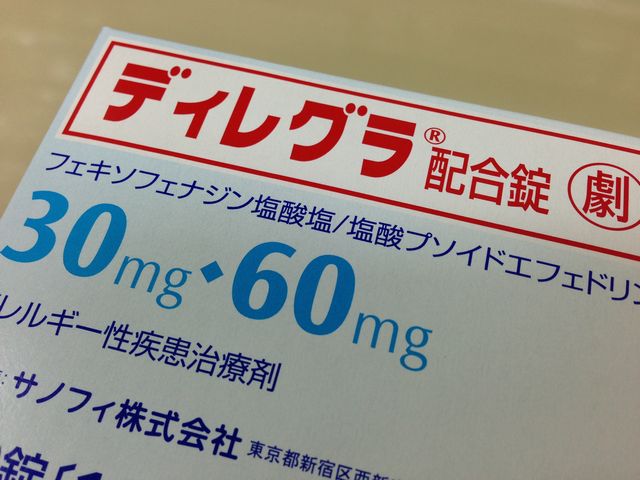 ディレグラ® 配合錠 劇
フェキソフェナジン塩酸塩/塩酸プソイドエフェドリン
30mg・60mg
レルギー性疾患治療剤
サノフィ株式会社 東京都新宿区西新
錠